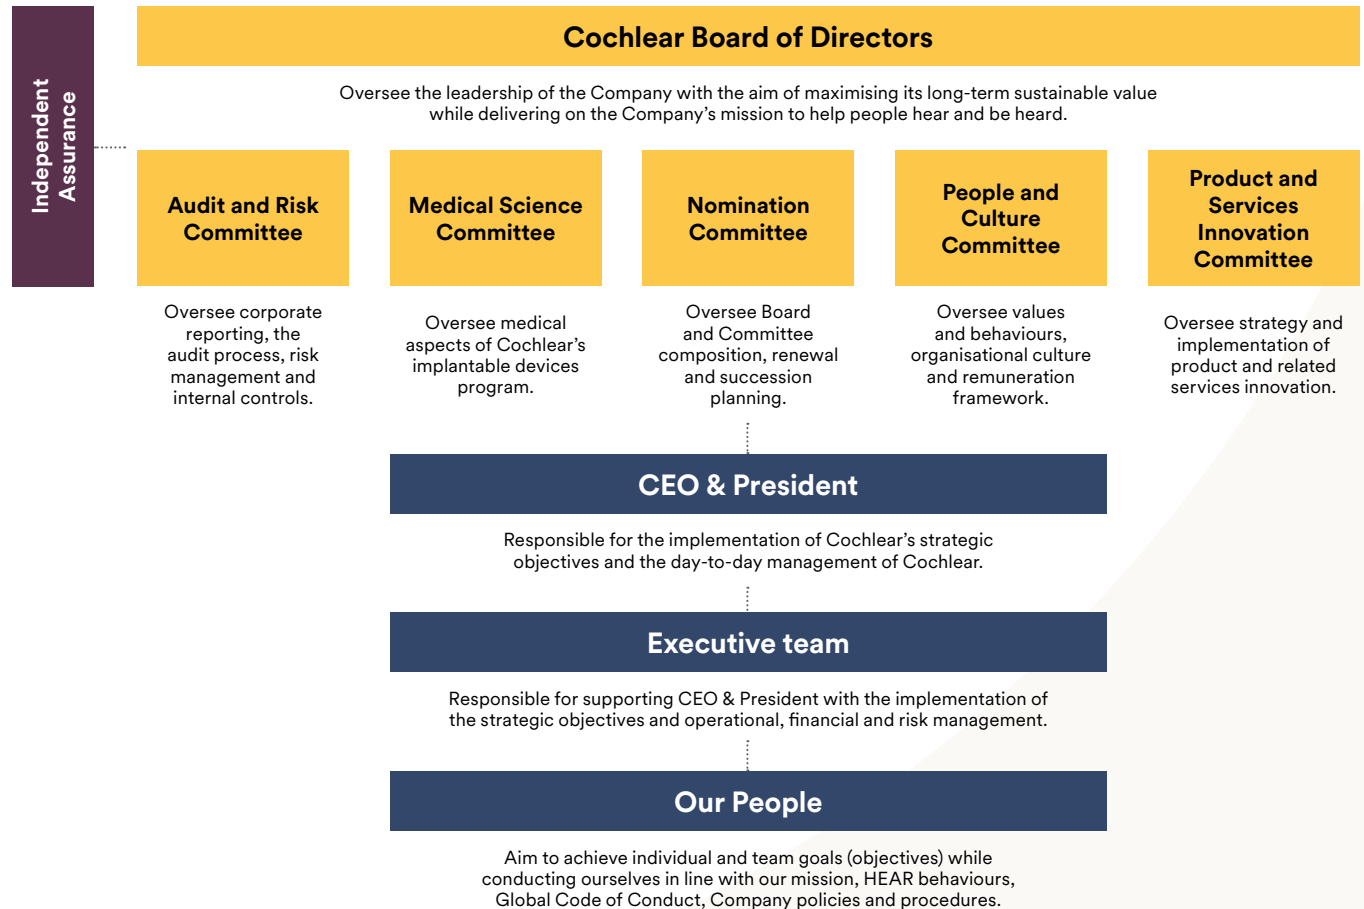 Independent
Assurance
Cochlear Board of Directors
Oversee the leadership of the Company with the aim of maximising its long-term sustainable value
while delivering on the Company’s mission to help people hear and be heard.
Audit and Risk
Committee
Oversee corporate
reporting, the
audit process, risk
management and
internal controls.
Medical Science
Committee
Oversee medical
aspects of Cochlear’s
implantable devices
program.
Nomination
Committee
Oversee Board
and Committee
composition, renewal
and succession
planning.
People and
Culture
Committee
Oversee values
and behaviours,
organisational culture
and remuneration
framework.
Product and
Services
Innovation
Committee
Oversee strategy and
implementation of
product and related
services innovation.
CEO & President
Responsible for the implementation of Cochlear’s strategic
objectives and the day-to-day management of Cochlear.
Executive team
Responsible for supporting CEO & President with the implementation of
the strategic objectives and operational, financial and risk management.
Our People
Aim to achieve individual and team goals (objectives) while
conducting ourselves in line with our mission, HEAR behaviours,
Global Code of Conduct, Company policies and procedures.